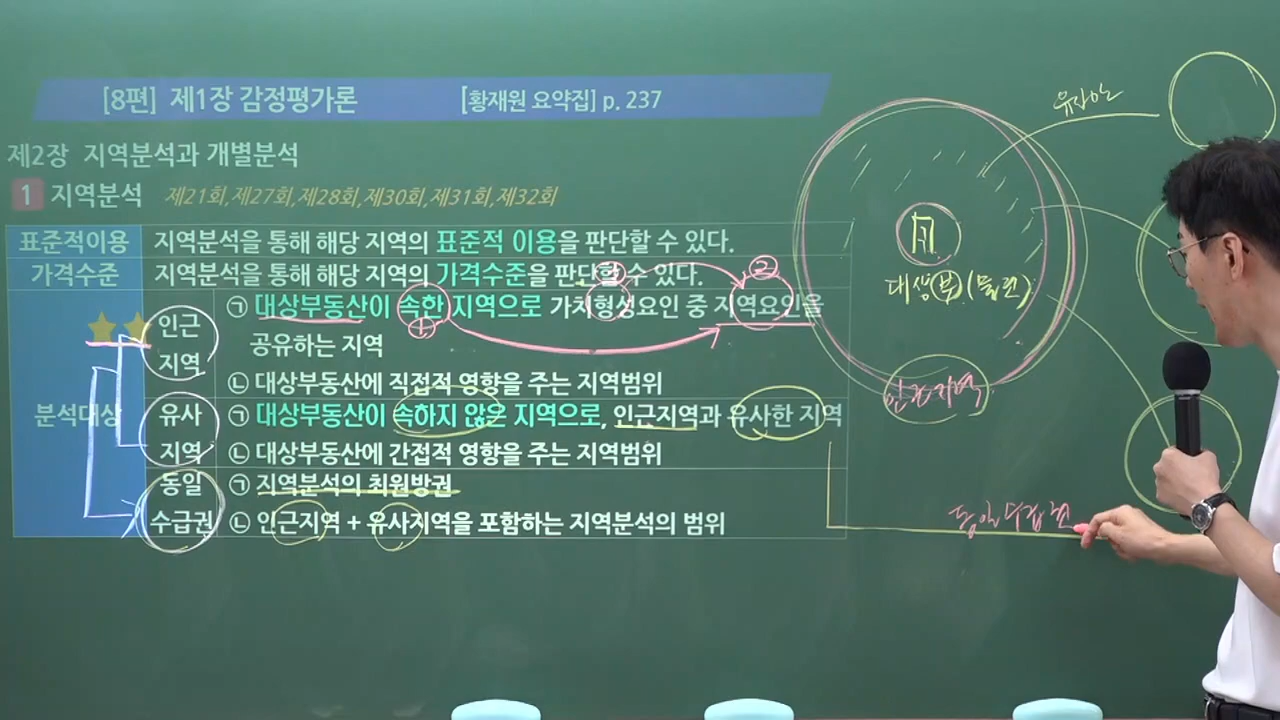 [8편] 제1장 감정평가론 [황재원 요약집] p. 237
제2장 지역분석과 개별분석
1 지역분석 제21회,제27회,제28회,제30회,제31회,제32회
표준적이용 지역분석을 통해 해당 지역의 표준적 이용을 판단할 수 있다.
가격수준 지역분석을 통해 해당 지역의 가격수준을 판단할 수 있다.
분석대상
인근
지역
㉠ 대상부동산이 속한 지역으로 가치형성요인 중 지역요인을
공유하는 지역
㉡ 대상부동산에 직접적 영향을 주는 지역범위
유사
지역
㉠ 대상부동산이 속하지 않은 지역으로, 인근지역과 유사한 지역
㉡ 대상부동산에 간접적 영향을 주는 지역범위
동일
수급권
㉠ 지역분석의 최원방권
㉡ 인근지역 + 유사지역을 포함하는 지역분석의 범위
①
②
대상(부)(물건)
인근지역
동일수급권